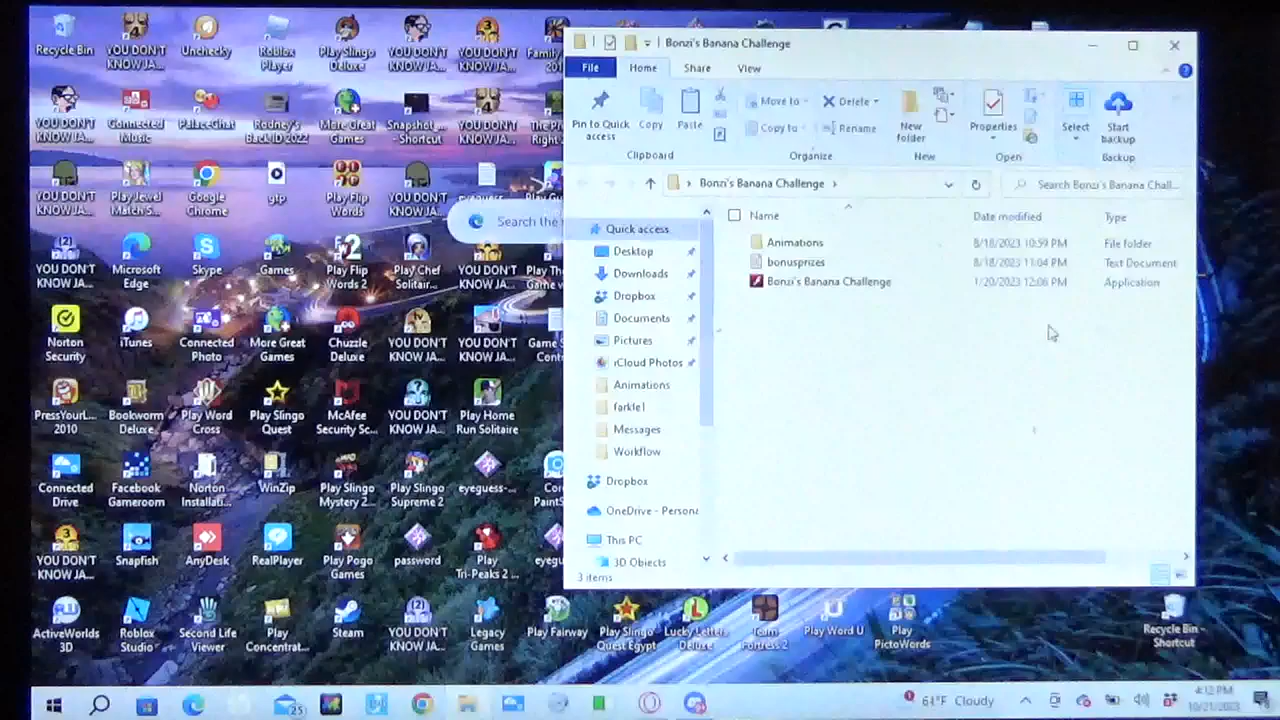 Bonzi's Banana Challenge
File
Home
Share
View
Pin to Quick
access
Copy
Paste
Move to
Copy to
Delete
Rename
New
folder
Properties
Select
Start
backup
Clipboard
Organize
New
Open
Backup
Bonzi's Banana Challenge
Search Bonzi's Banana Chall...
Name
Date modified
Type
Animations
8/18/2023 10:59 PM
File folder
bonusprizes
8/18/2023 11:04 PM
Text Document
Bonzi's Banana Challenge
1/20/2023 12:06 PM
Application
Quick access
Desktop
Downloads
Dropbox
Documents
Pictures
iCloud Photos
Animations
farkle1
Messages
Workflow
Dropbox
OneDrive - Persona
This PC
3D Objects
3 items
Search the
Recycle Bin
YOU DON'T
KNOW JA...
Unchecky
Roblox
Player
Play Slingo
Deluxe
YOU DON'T
KNOW JA...
YOU DON'T
KNOW JA...
YOU DON'T
KNOW JA...
Connected
Music
PalaceChat
Rodney's
Back ID 2022
More Great
Games
Snapshot_...
- Shortcut
YOU DON'T
KNOW JA...
YOU DON'T
KNOW JA...
Play Jewel
Match S...
Google
Chrome
gtp
Play Flip
Words
YOU DON'T
KNOW JA...
YOU DON'T
KNOW JA...
Microsoft
Edge
Skype
Games
Play Flip
Words 2
Play Chef
Solitair...
YOU DON'T
KNOW JA...
Norton
Security
iTunes
Connected
Photo
More Great
Games
Chuzzle
Deluxe
YOU DON'T
KNOW JA...
YOU DON'T
KNOW JA...
PressYourL...
2010
Bookworm
Deluxe
Play Word
Cross
Play Slingo
Quest
McAfee
Security Sc...
YOU DON'T
KNOW JA...
Play Home
Run Solitaire
Connected
Drive
Facebook
Gameroom
Norton
Installati...
WinZip
Play Slingo
Mystery 2...
Play Slingo
Supreme 2
eyeguess-...
YOU DON'T
KNOW JA...
Snapfish
AnyDesk
RealPlayer
Play Pogo
Games
password
Play
Tri-Peaks 2 ...
ActiveWorlds
3D
Roblox
Studio
Second Life
Viewer
Play
Concentrat...
Steam
YOU DON'T
KNOW JA...
Legacy
Games
Play Fairway
Play Slingo
Quest Egypt
Lucky Letters
Deluxe
Team
Fortress 2
Play Word U
Play
PictoWords
Recycle Bin -
Shortcut
25
61°F Cloudy
4:12 PM
10/21/2023